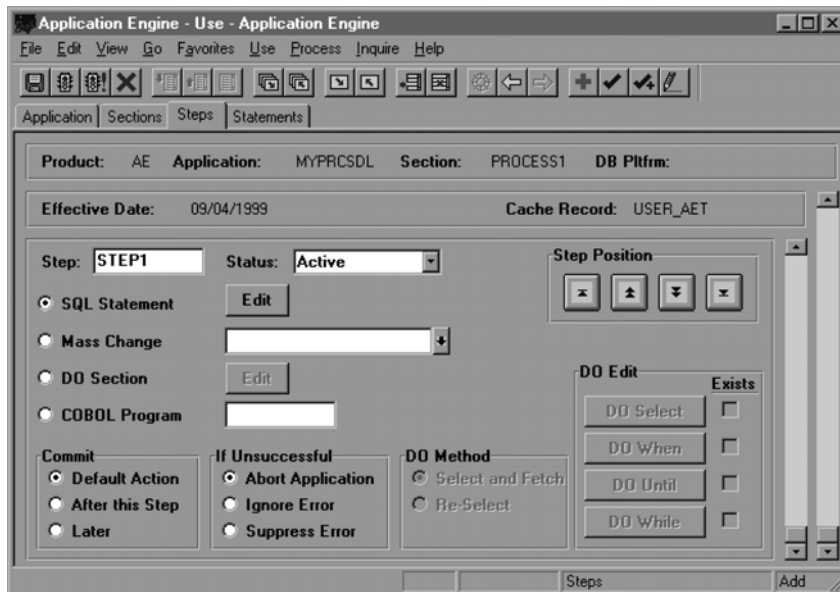 Application Engine - Use - Application Engine
File Edit View Go Favorites Use Process Inquire Help
Application Sections Steps Statements
Product: AE Application: MYPRCSDL Section: PROCESS1 DB Pltfrm:
Effective Date: 09/04/1999 Cache Record: USER_AET
Step: STEP1 Status: Active Step Position
SQL Statement Edit
Mass Change
DO Section Edit
COBOL Program
DO Edit Exists
DO Select
DO When
DO Until
DO While
Commit
Default Action
After this Step
Later
If Unsuccessful
Abort Application
Ignore Error
Suppress Error
DO Method
Select and Fetch
Re-Select
Steps Add